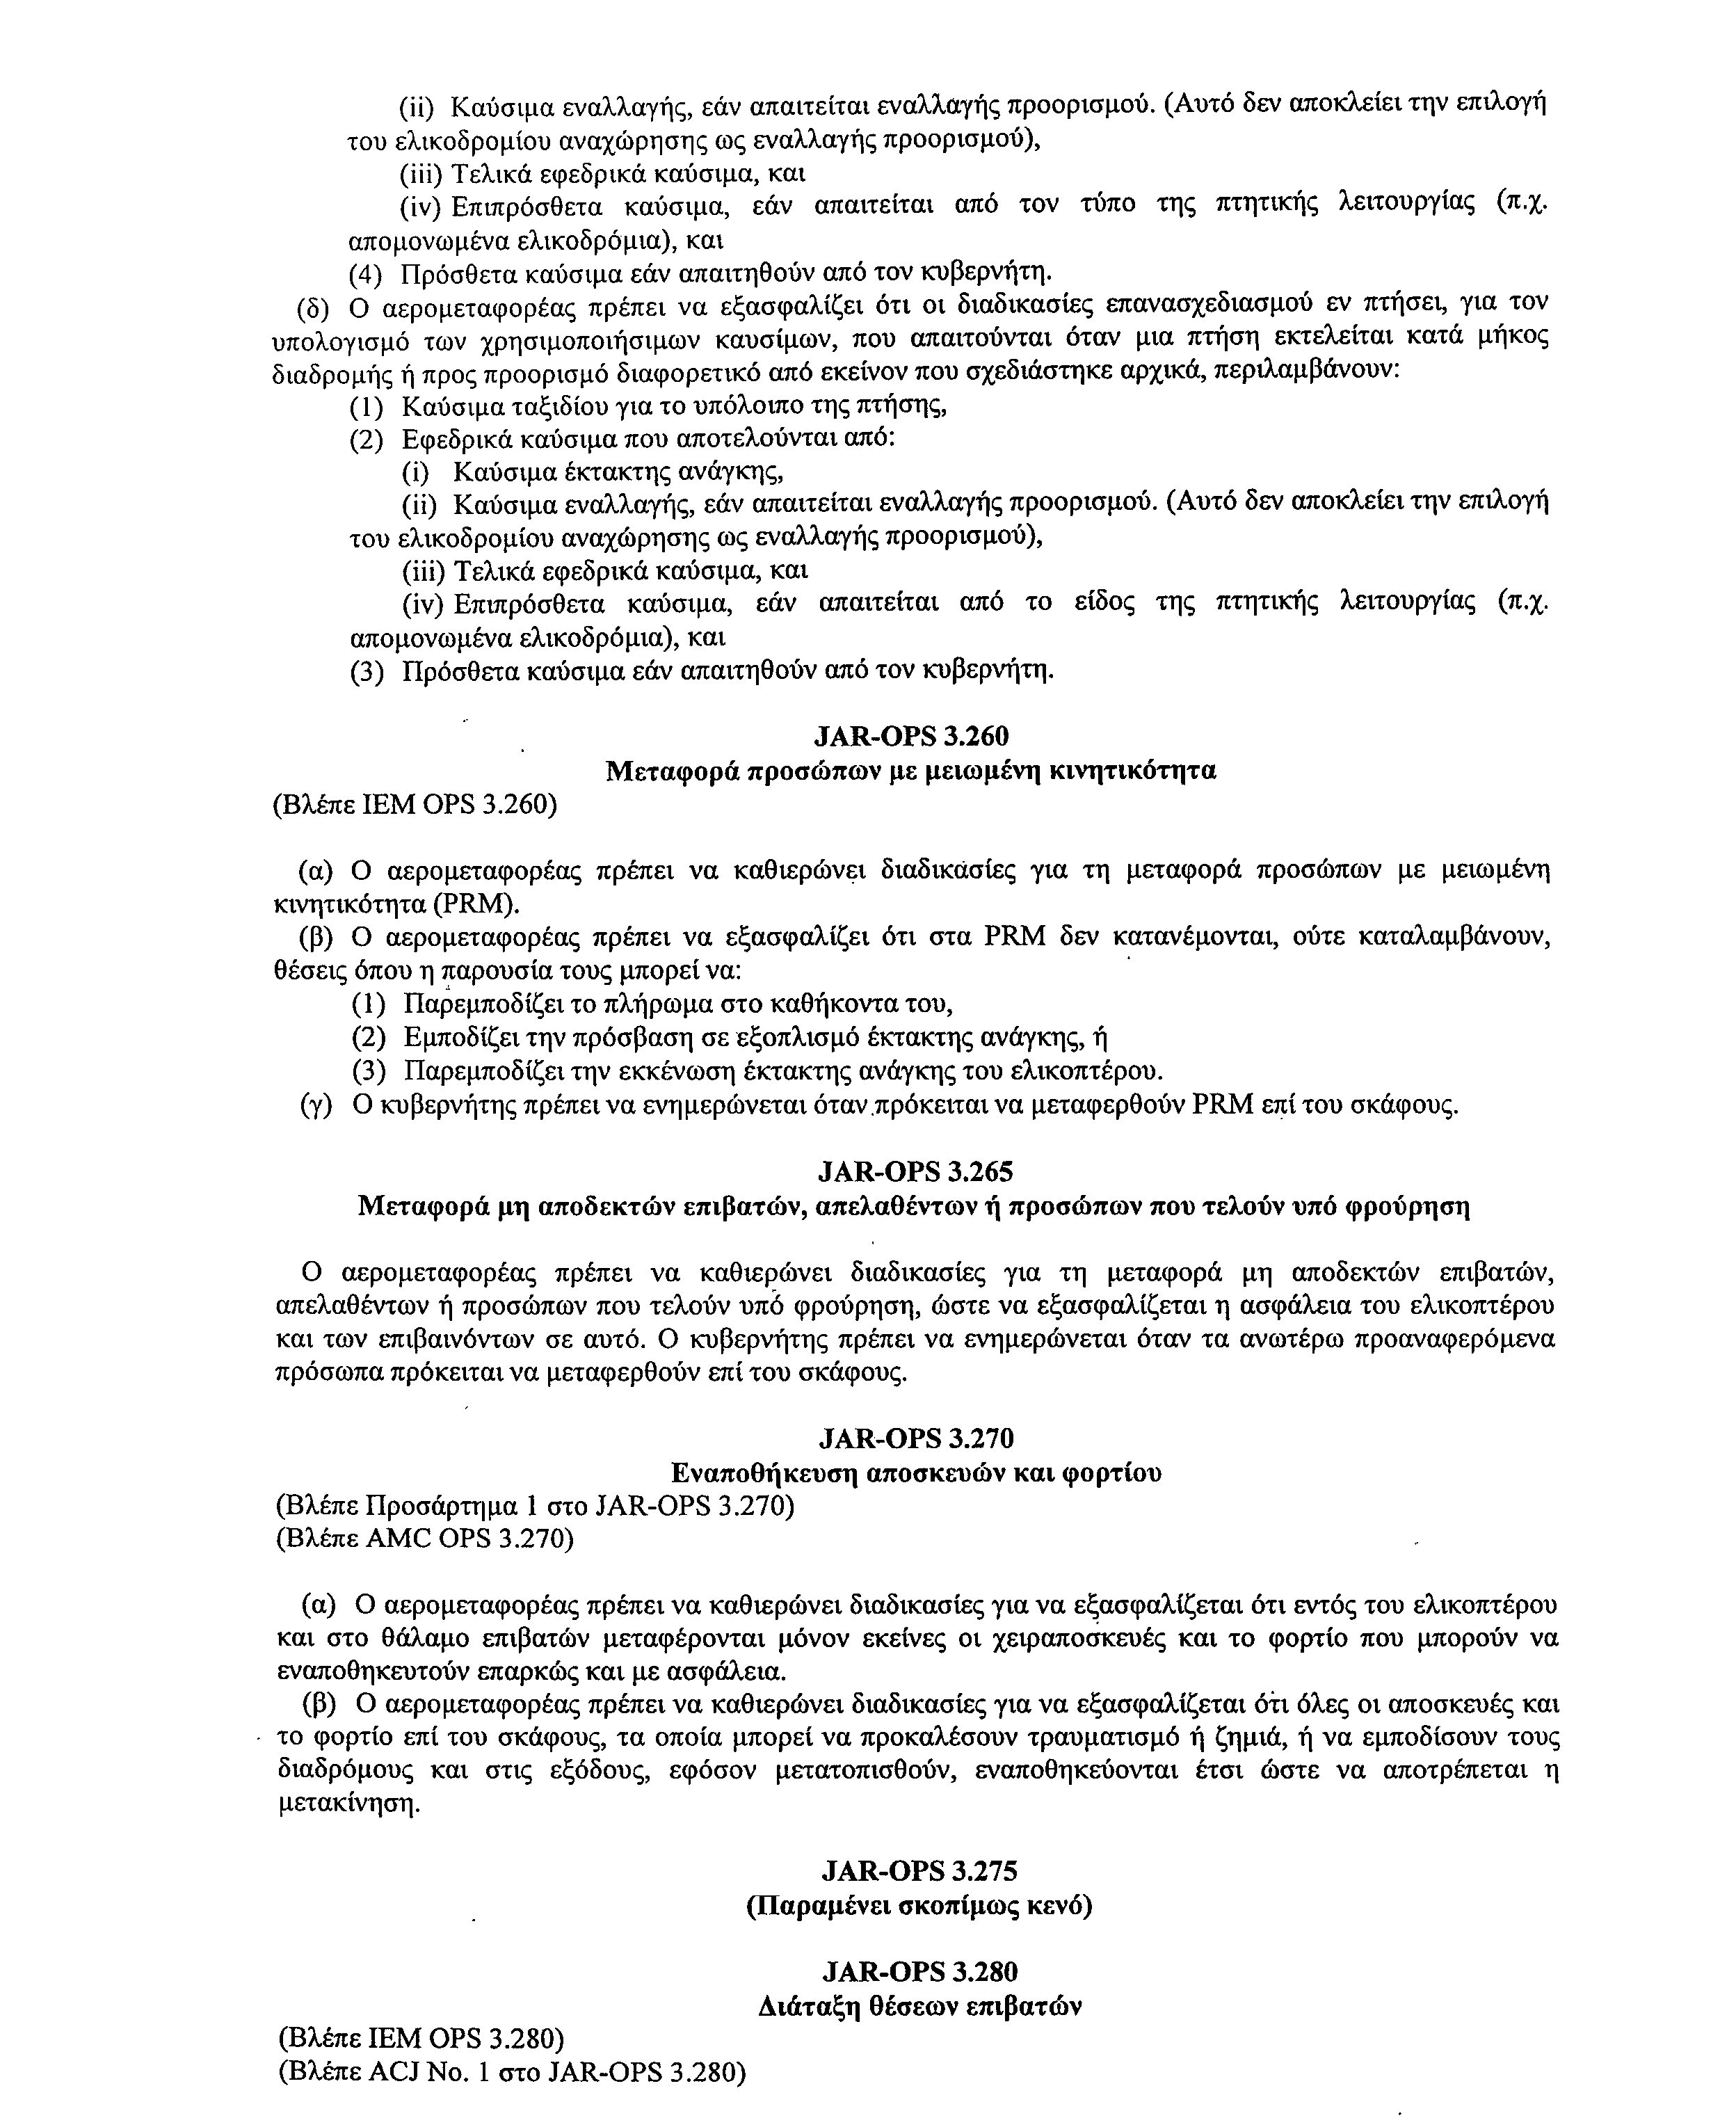 (ii) Καύσιμα εναλλαγής, εάν απαιτείται εναλλαγής προορισμού. (Αυτό δεν αποκλείει την επιλογή
του ελικοδρομίου αναχώρησης ως εναλλαγής προορισμού),
(iii) Τελικά εφεδρικά καύσιμα, και
(iv) Επιπρόσθετα καύσιμα, εάν απαιτείται από τον τύπο της πτητικής λειτουργίας (π.χ.
απομονωμένα ελικοδρόμια), και
(4) Πρόσθετα καύσιμα εάν απαιτηθούν από τον κυβερνήτη.
(δ) Ο αερομεταφορέας πρέπει να εξασφαλίζει ότι οι διαδικασίες επανασχεδιασμού εν πτήσει, για τον
υπολογισμό των χρησιμοποιήσιμων καυσίμων, που απαιτούνται όταν μια πτήση εκτελείται κατά μήκος
διαδρομής ή προς προορισμό διαφορετικό από εκείνον που σχεδιάστηκε αρχικά, περιλαμβάνουν:
(1) Καύσιμα ταξιδίου για το υπόλοιπο της πτήσης,
(2) Εφεδρικά καύσιμα που αποτελούνται από:
(i) Καύσιμα έκτακτης ανάγκης,
(ii) Καύσιμα εναλλαγής, εάν απαιτείται εναλλαγής προορισμού. (Αυτό δεν αποκλείει την επιλογή
του ελικοδρομίου αναχώρησης ως εναλλαγής προορισμού),
(iii) Τελικά εφεδρικά καύσιμα, και
(iv) Επιπρόσθετα καύσιμα, εάν απαιτείται από το είδος της πτητικής λειτουργίας (π.χ.
απομονωμένα ελικοδρόμια), και
(3) Πρόσθετα καύσιμα εάν απαιτηθούν από τον κυβερνήτη.
JAR-OPS 3.260
Μεταφορά προσώπων με μειωμένη κινητικότητα
(Βλέπε IEM OPS 3.260)
(α) Ο αερομεταφορέας πρέπει να καθιερώνει διαδικασίες για τη μεταφορά προσώπων με μειωμένη
κινητικότητα (PRM).
(β) Ο αερομεταφορέας πρέπει να εξασφαλίζει ότι στα PRM δεν κατανέμονται, ούτε καταλαμβάνουν,
θέσεις όπου η παρουσία τους μπορεί να:
(1) Παρεμποδίζει το πλήρωμα στο καθήκοντα του,
(2) Εμποδίζει την πρόσβαση σε εξοπλισμό έκτακτης ανάγκης, ή
(3) Παρεμποδίζει την εκκένωση έκτακτης ανάγκης του ελικοπτέρου.
(γ) Ο κυβερνήτης πρέπει να ενημερώνεται όταν πρόκειται να μεταφερθούν PRM επί του σκάφους.
JAR-OPS 3.265
Μεταφορά μη αποδεκτών επιβατών, απελαθέντων ή προσώπων που τελούν υπό φρούρηση
Ο αερομεταφορέας πρέπει να καθιερώνει διαδικασίες για τη μεταφορά μη αποδεκτών επιβατών,
απελαθέντων ή προσώπων που τελούν υπό φρούρηση, ώστε να εξασφαλίζεται η ασφάλεια του ελικοπτέρου
και των επιβαινόντων σε αυτό. Ο κυβερνήτης πρέπει να ενημερώνεται όταν τα ανωτέρω προαναφερόμενα
πρόσωπα πρόκειται να μεταφερθούν επί του σκάφους.
JAR-OPS 3.270
Εναποθήκευση αποσκευών και φορτίου
(Βλέπε Προσάρτημα 1 στο JAR-OPS 3.270)
(Βλέπε AMC OPS 3.270)
(α) Ο αερομεταφορέας πρέπει να καθιερώνει διαδικασίες για να εξασφαλίζεται ότι εντός του ελικοπτέρου
και στο θάλαμο επιβατών μεταφέρονται μόνον εκείνες οι χειραποσκευές και το φορτίο που μπορούν να
εναποθηκευτούν επαρκώς και με ασφάλεια.
(β) Ο αερομεταφορέας πρέπει να καθιερώνει διαδικασίες για να εξασφαλίζεται ότι όλες οι αποσκευές και
το φορτίο επί του σκάφους, τα οποία μπορεί να προκαλέσουν τραυματισμό ή ζημιά, ή να εμποδίσουν τους
διαδρόμους και στις εξόδους, εφόσον μετατοπισθούν, εναποθηκεύονται έτσι ώστε να αποτρέπεται η
μετακίνηση.
JAR-OPS 3.275
(Παραμένει σκοπίμως κενό)
JAR-OPS 3.280
Διάταξη θέσεων επιβατών
(Βλέπε IEM OPS 3.280)
(Βλέπε ACJ No. 1 στο JAR-OPS 3.280)